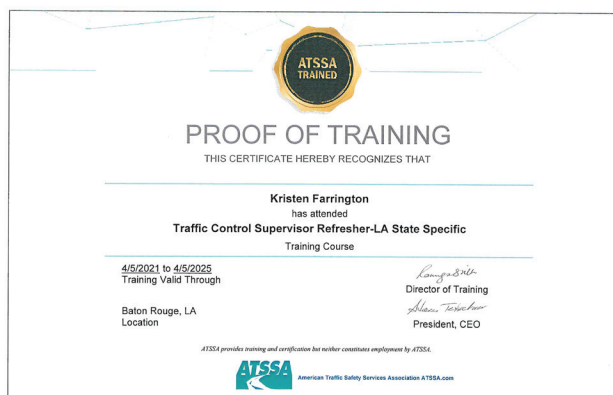 ATSSA
TRAINED
PROOF OF TRAINING
THIS CERTIFICATE HEREBY RECOGNIZES THAT
Kristen Farrington
has attended
Traffic Control Supervisor Refresher-LA State Specific
Training Course
4/5/2021 to 4/5/2025
Training Valid Through
Director of Training
Baton Rouge, LA
Location
President, CEO
ATSSA provides training and certification but neither constitutes employment by ATSSA.
ATSSA
American Traffic Safety Services Association ATSSA.com